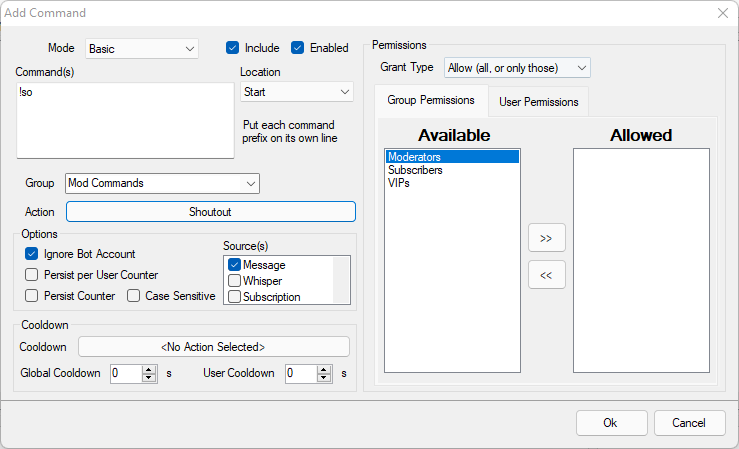 Add Command
Mode Basic Include Enabled
Command(s) Location
!so Start
Put each command
prefix on its own line
Group Mod Commands
Action Shoutout
Options
Ignore Bot Account
Persist per User Counter
Persist Counter Case Sensitive
Source(s)
Message
Whisper
Subscription
Cooldown
Cooldown <No Action Selected>
Global Cooldown 0 s User Cooldown 0 s
Permissions
Grant Type Allow (all, or only those)
Group Permissions User Permissions
Available Allowed
Moderators
Subscribers
VIPs
>>
<<
Ok Cancel